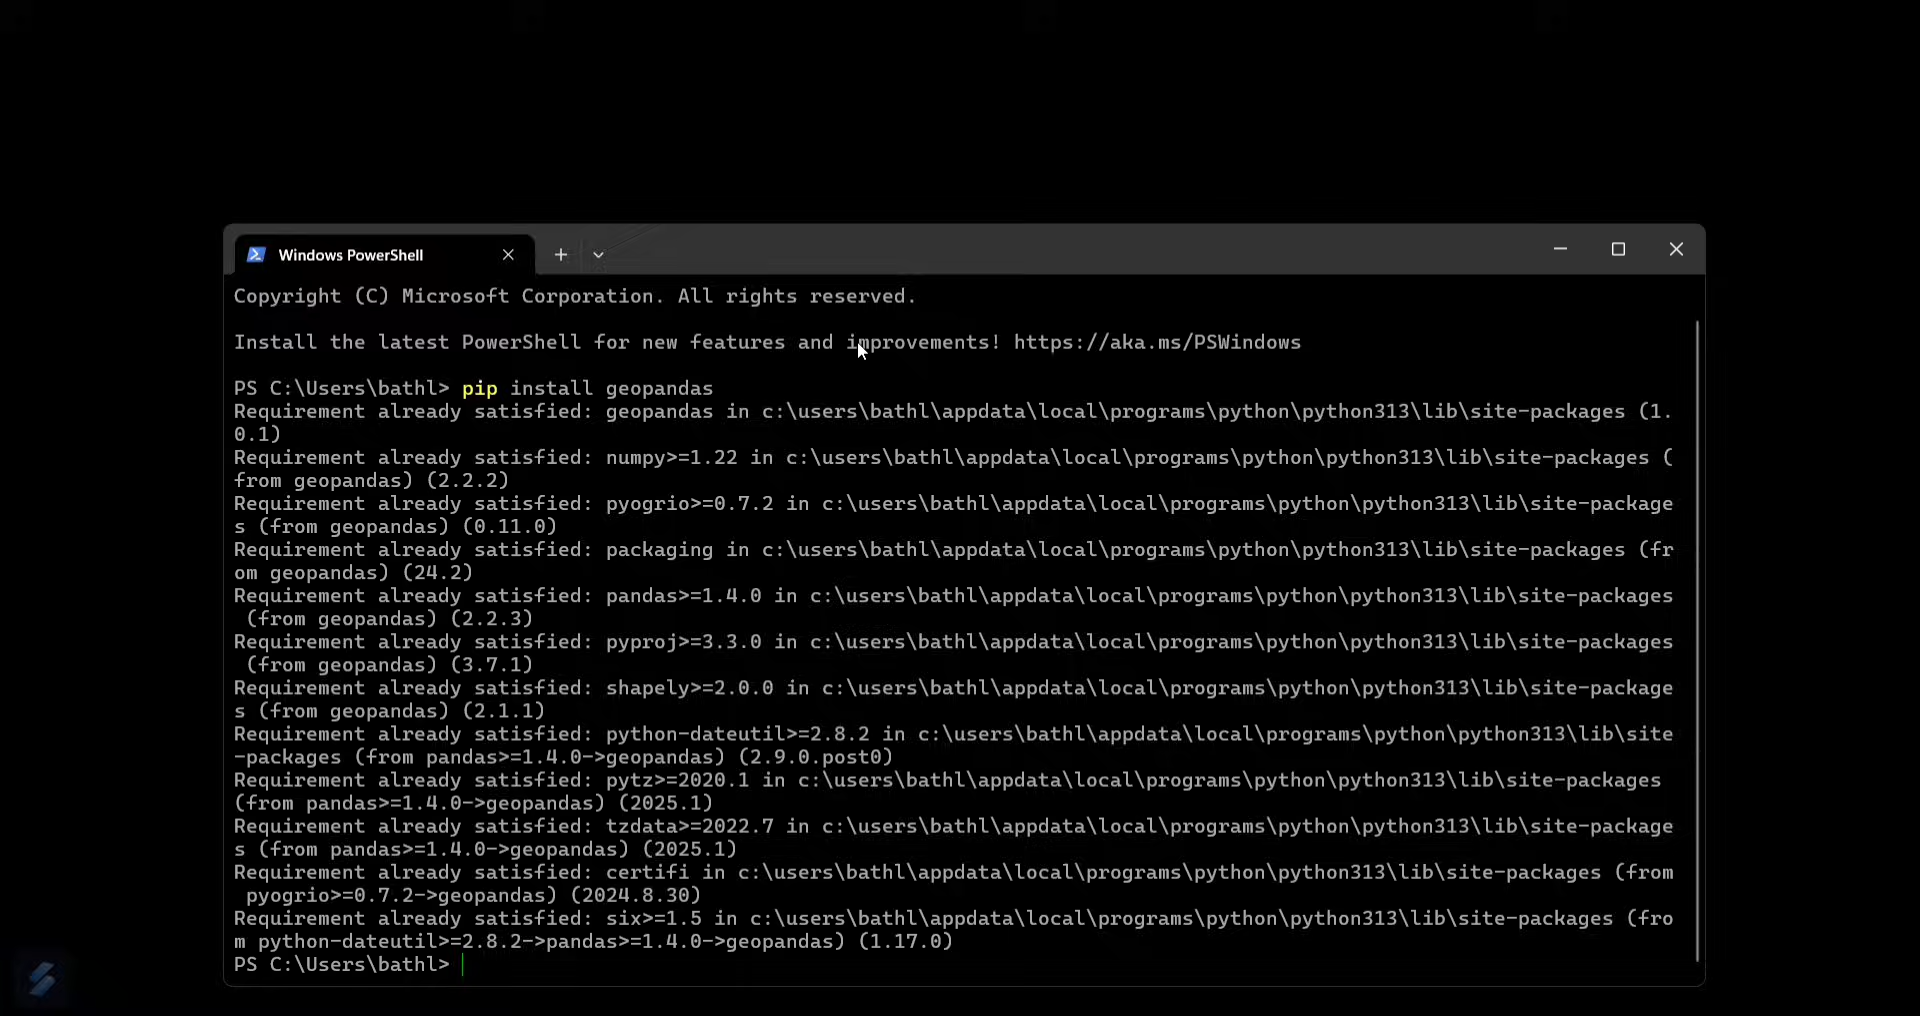 Windows PowerShell
Copyright (C) Microsoft Corporation. All rights reserved.
Install the latest PowerShell for new features and improvements! https://aka.ms/PSWindows
PS C:\Users\bathl> pip install geopandas
Requirement already satisfied: geopandas in c:\users\bathl\appdata\local\programs\python\python313\lib\site-packages (1.
0.1)
Requirement already satisfied: numpy>=1.22 in c:\users\bathl\appdata\local\programs\python\python313\lib\site-packages (
from geopandas) (2.2.2)
Requirement already satisfied: pyogrio>=0.7.2 in c:\users\bathl\appdata\local\programs\python\python313\lib\site-package
s (from geopandas) (0.11.0)
Requirement already satisfied: packaging in c:\users\bathl\appdata\local\programs\python\python313\lib\site-packages (fr
om geopandas) (24.2)
Requirement already satisfied: pandas>=1.4.0 in c:\users\bathl\appdata\local\programs\python\python313\lib\site-packages
 (from geopandas) (2.2.3)
Requirement already satisfied: pyproj>=3.3.0 in c:\users\bathl\appdata\local\programs\python\python313\lib\site-packages
 (from geopandas) (3.7.1)
Requirement already satisfied: shapely>=2.0.0 in c:\users\bathl\appdata\local\programs\python\python313\lib\site-package
s (from geopandas) (2.1.1)
Requirement already satisfied: python-dateutil>=2.8.2 in c:\users\bathl\appdata\local\programs\python\python313\lib\site
-packages (from pandas>=1.4.0->geopandas) (2.9.0.post0)
Requirement already satisfied: pytz>=2020.1 in c:\users\bathl\appdata\local\programs\python\python313\lib\site-packages
(from pandas>=1.4.0->geopandas) (2025.1)
Requirement already satisfied: tzdata>=2022.7 in c:\users\bathl\appdata\local\programs\python\python313\lib\site-package
s (from pandas>=1.4.0->geopandas) (2025.1)
Requirement already satisfied: certifi in c:\users\bathl\appdata\local\programs\python\python313\lib\site-packages (from
 pyogrio>=0.7.2->geopandas) (2024.8.30)
Requirement already satisfied: six>=1.5 in c:\users\bathl\appdata\local\programs\python\python313\lib\site-packages (fro
m python-dateutil>=2.8.2->pandas>=1.4.0->geopandas) (1.17.0)
PS C:\Users\bathl>